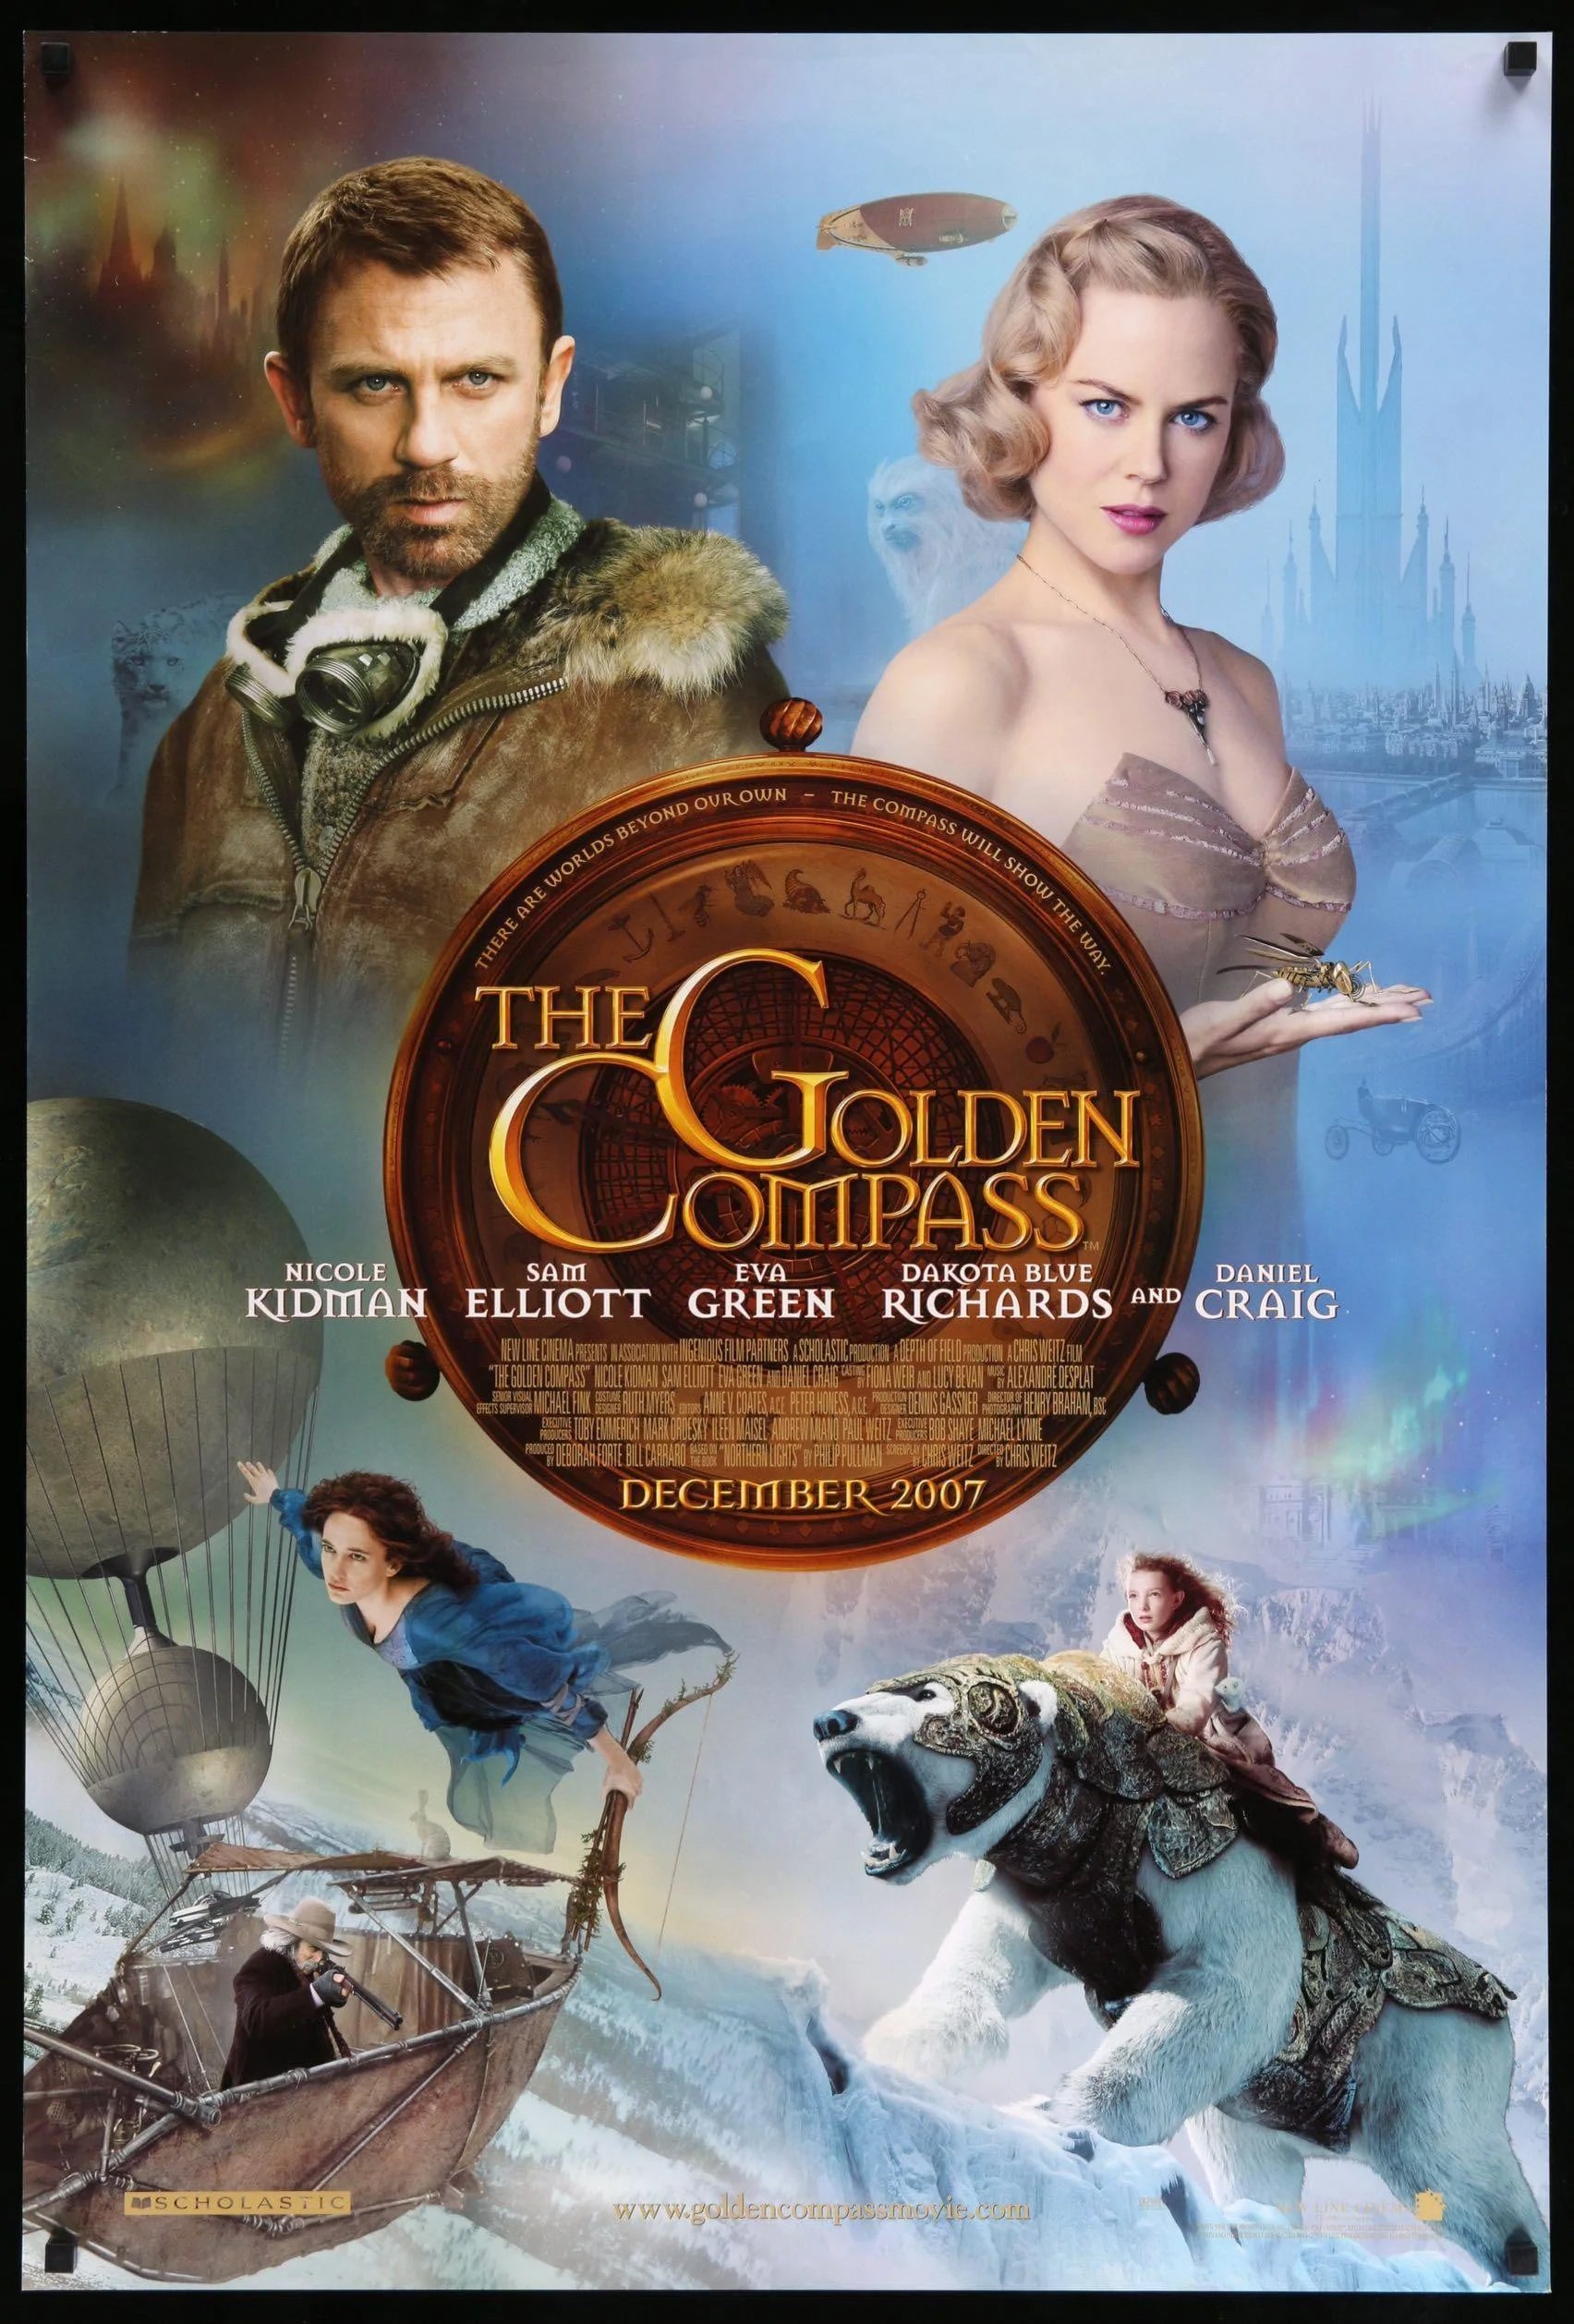 THERE ARE WORLDS BEYOND OUR OWN – THE COMPASS WILL SHOW THE WAY.
THE GOLDEN
COMPASS™
NICOLE KIDMAN SAM ELLIOTT EVA GREEN DAKOTA BLUE RICHARDS AND DANIEL CRAIG
NEW LINE CINEMA PRESENTS IN ASSOCIATION WITH INGENIOUS FILM PARTNERS A SCHOLASTIC PRODUCTION A DEPTH OF FIELD PRODUCTION A CHRIS WEITZ FILM
"THE GOLDEN COMPASS" NICOLE KIDMAN SAM ELLIOTT EVA GREEN AND DANIEL CRAIG CASTING BY FIONA WEIR AND LUCY BEVAN MUSIC BY ALEXANDRE DESPLAT
SENIOR VISUAL EFFECTS SUPERVISOR MICHAEL FINK COSTUME DESIGNER RUTH MYERS EDITORS ANNE V. COATES, A.C.E. PETER HONESS, A.C.E. PRODUCTION DESIGNER DENNIS GASSNER DIRECTOR OF PHOTOGRAPHY HENRY BRAHAM, BSC
EXECUTIVE PRODUCERS TOBY EMMERICH MARK ORDESKY ILEEN MAISEL ANDREW MIANO PAUL WEITZ EXECUTIVE PRODUCERS BOB SHAYE MICHAEL LYNNE
PRODUCED BY DEBORAH FORTE BILL CARRARO BASED ON THE BOOK "NORTHERN LIGHTS" BY PHILIP PULLMAN SCREENPLAY BY CHRIS WEITZ DIRECTED BY CHRIS WEITZ
DECEMBER 2007
SCHOLASTIC
www.goldencompassmovie.com
NEW LINE CINEMA